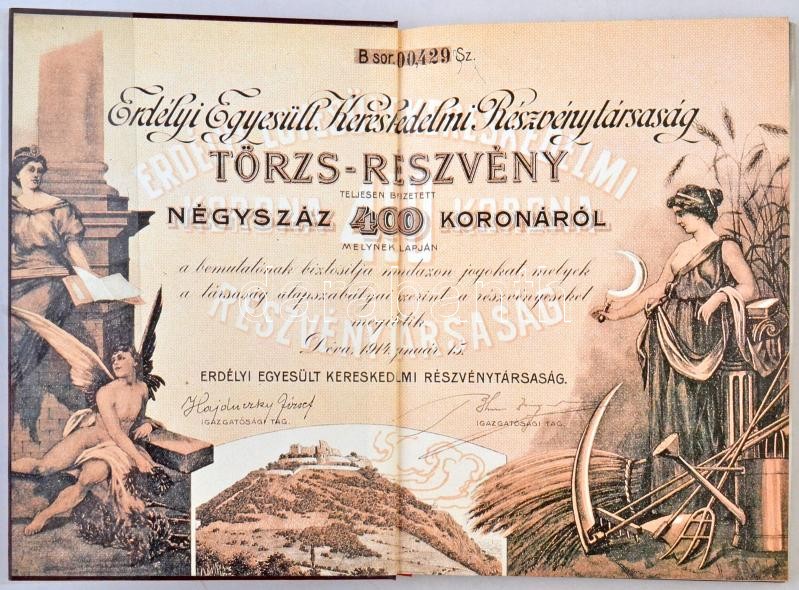 B sor. 00,429 Sz.
Erdélyi Egyesült Kereskedelmi Részvénytársaság
TÖRZS-RÉSZVÉNY
TELJESEN BEFIZETETT
NÉGYSZÁZ 400 KORONÁRÓL
MELYNEK LAPJÁN
a bemutatónak biztosítja mindazon jogokat, melyek
a társaság alapszabályai szerint a részvényeseket
megilletik.
Déva, 1914. január 15.
ERDÉLYI EGYESÜLT KERESKEDELMI RÉSZVÉNYTÁRSASÁG.
Hajduczky József
IGAZGATÓSÁGI TAG.
IGAZGATÓSÁGI TAG.